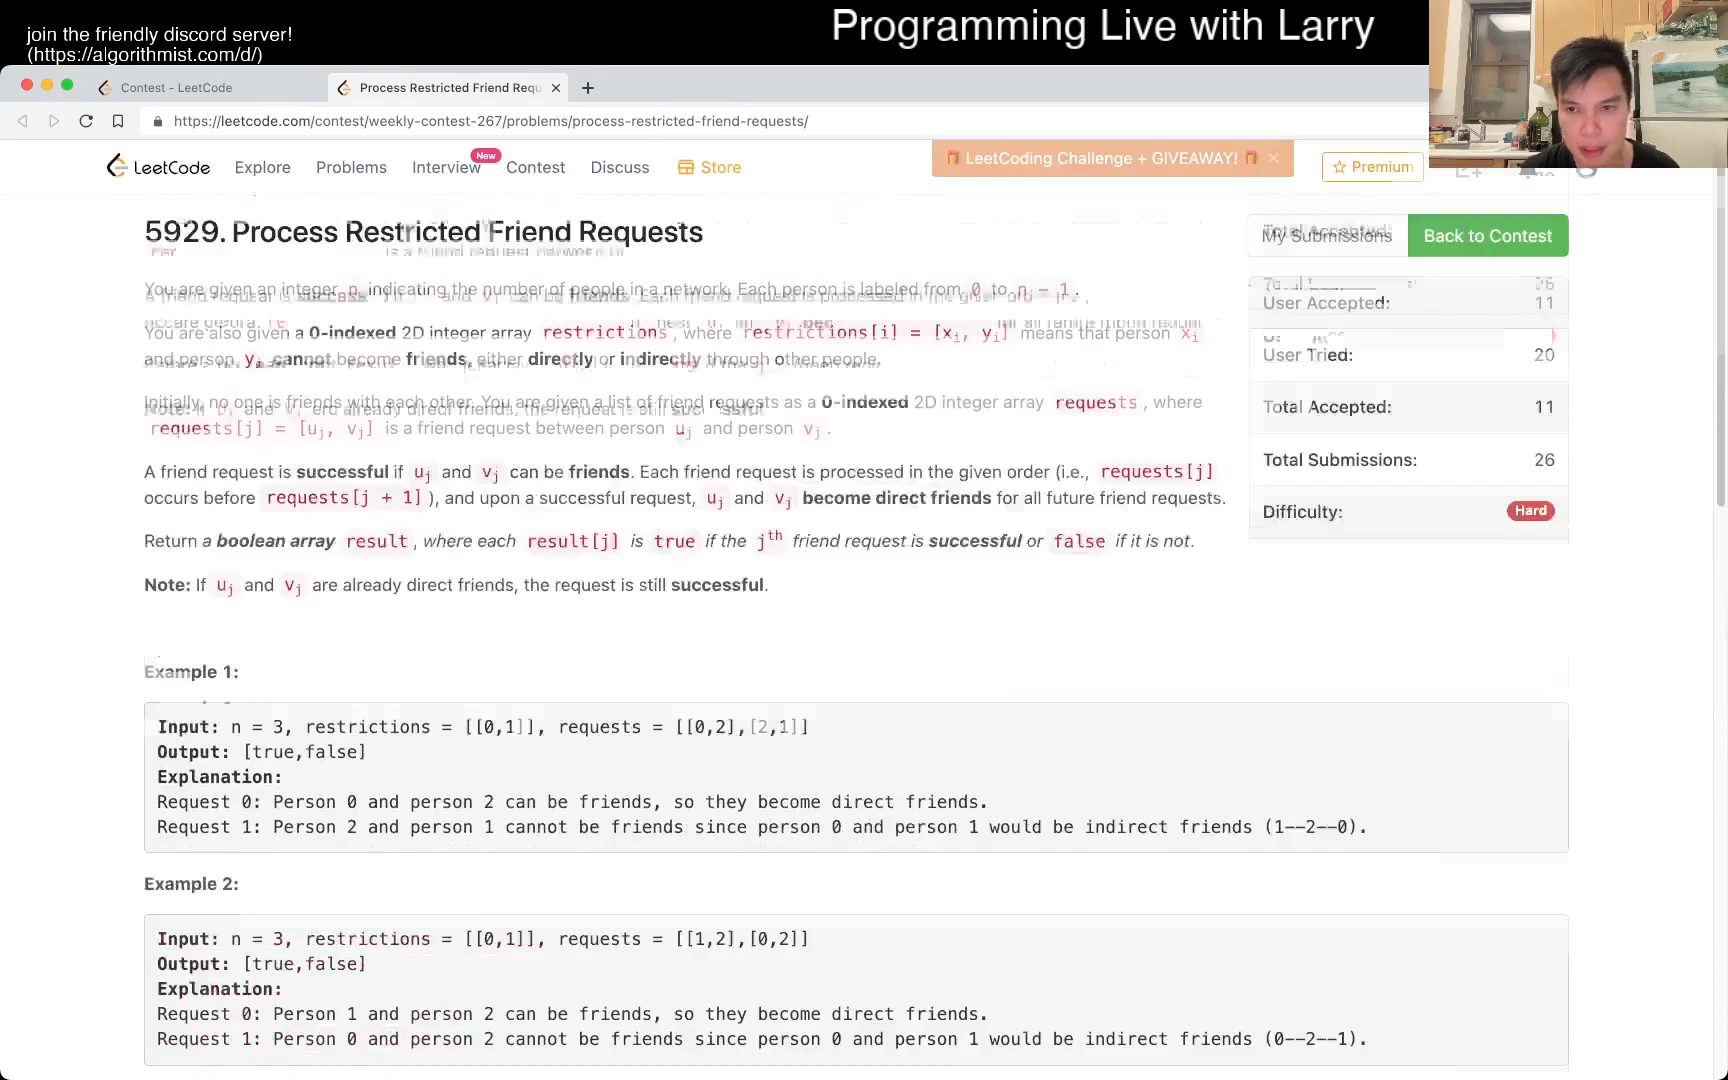 join the friendly discord server!
(https://algorithmist.com/d/)
Programming Live with Larry
Contest - LeetCode
Process Restricted Friend Requ
https://leetcode.com/contest/weekly-contest-267/problems/process-restricted-friend-requests/
LeetCode Explore Problems Interview New Contest Discuss Store
LeetCoding Challenge + GIVEAWAY!
Premium
5929. Process Restricted Friend Requests
My Submissions
Back to Contest
You are given an integer n indicating the number of people in a network. Each person is labeled from 0 to n - 1.
You are also given a 0-indexed 2D integer array restrictions, where restrictions[i] = [xi, yi] means that person xi
and person yi cannot become friends, either directly or indirectly through other people.
Initially, no one is friends with each other. You are given a list of friend requests as a 0-indexed 2D integer array requests, where
requests[j] = [uj, vj] is a friend request between person uj and person vj.
A friend request is successful if uj and vj can be friends. Each friend request is processed in the given order (i.e., requests[j]
occurs before requests[j + 1]), and upon a successful request, uj and vj become direct friends for all future friend requests.
Return a boolean array result, where each result[j] is true if the jth friend request is successful or false if it is not.
Note: If uj and vj are already direct friends, the request is still successful.
User Accepted: 11
User Tried: 20
Total Accepted: 11
Total Submissions: 26
Difficulty: Hard
Example 1:
Input: n = 3, restrictions = [[0,1]], requests = [[0,2],[2,1]]
Output: [true,false]
Explanation:
Request 0: Person 0 and person 2 can be friends, so they become direct friends.
Request 1: Person 2 and person 1 cannot be friends since person 0 and person 1 would be indirect friends (1--2--0).
Example 2:
Input: n = 3, restrictions = [[0,1]], requests = [[1,2],[0,2]]
Output: [true,false]
Explanation:
Request 0: Person 1 and person 2 can be friends, so they become direct friends.
Request 1: Person 0 and person 2 cannot be friends since person 0 and person 1 would be indirect friends (0--2--1).